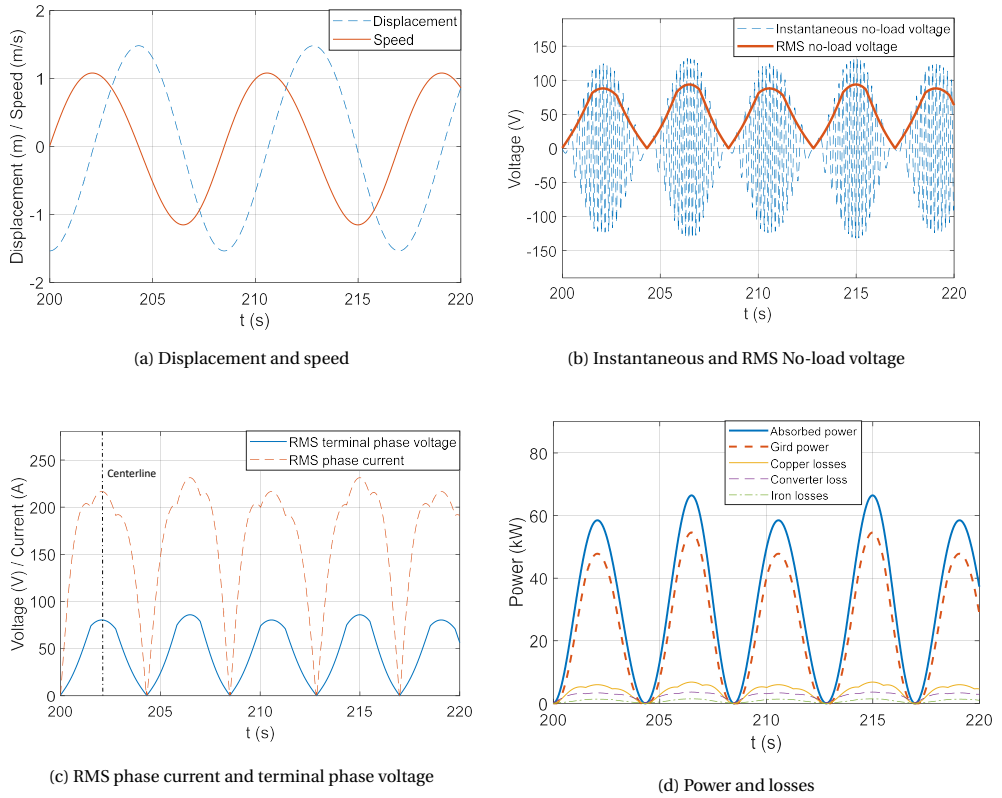 Displacement
Speed
Displacement (m) / Speed (m/s)
2
1
0
-1
-2
200
205
210
215
220
t (s)
(a) Displacement and speed
Instantaneous no-load voltage
RMS no-load voltage
Voltage (V)
150
100
50
0
-50
-100
-150
200
205
210
215
220
t (s)
(b) Instantaneous and RMS No-load voltage
RMS terminal phase voltage
RMS phase current
Centerline
Voltage (V) / Current (A)
250
200
150
100
50
0
200
205
210
215
220
t (s)
(c) RMS phase current and terminal phase voltage
Absorbed power
Gird power
Copper losses
Converter loss
Iron losses
Power (kW)
80
60
40
20
0
200
205
210
215
220
t (s)
(d) Power and losses